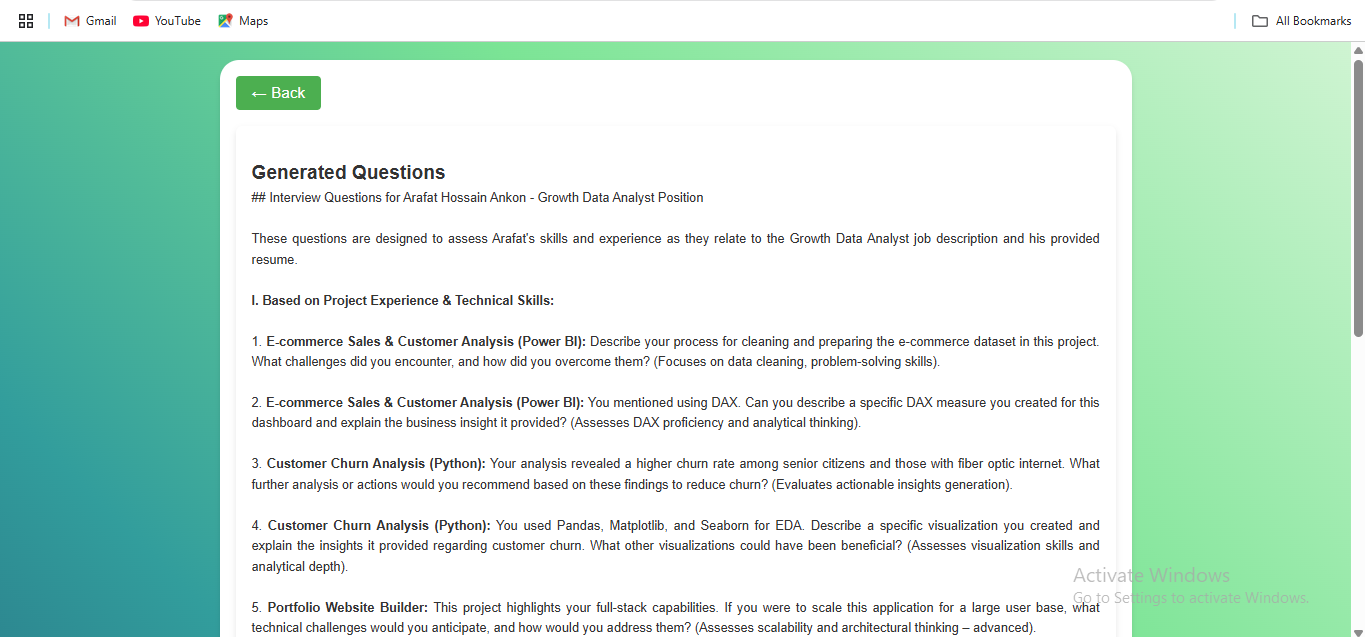 Gmail
YouTube
Maps
All Bookmarks
← Back
Generated Questions
## Interview Questions for Arafat Hossain Ankon - Growth Data Analyst Position
These questions are designed to assess Arafat's skills and experience as they relate to the Growth Data Analyst job description and his provided
resume.
I. Based on Project Experience & Technical Skills:
1. E-commerce Sales & Customer Analysis (Power BI): Describe your process for cleaning and preparing the e-commerce dataset in this project.
What challenges did you encounter, and how did you overcome them? (Focuses on data cleaning, problem-solving skills).
2. E-commerce Sales & Customer Analysis (Power BI): You mentioned using DAX. Can you describe a specific DAX measure you created for this
dashboard and explain the business insight it provided? (Assesses DAX proficiency and analytical thinking).
3. Customer Churn Analysis (Python): Your analysis revealed a higher churn rate among senior citizens and those with fiber optic internet. What
further analysis or actions would you recommend based on these findings to reduce churn? (Evaluates actionable insights generation).
4. Customer Churn Analysis (Python): You used Pandas, Matplotlib, and Seaborn for EDA. Describe a specific visualization you created and
explain the insights it provided regarding customer churn. What other visualizations could have been beneficial? (Assesses visualization skills and
analytical depth).
5. Portfolio Website Builder: This project highlights your full-stack capabilities. If you were to scale this application for a large user base, what
technical challenges would you anticipate, and how would you address them? (Assesses scalability and architectural thinking – advanced).
Activate Windows
Go to Settings to activate Windows.